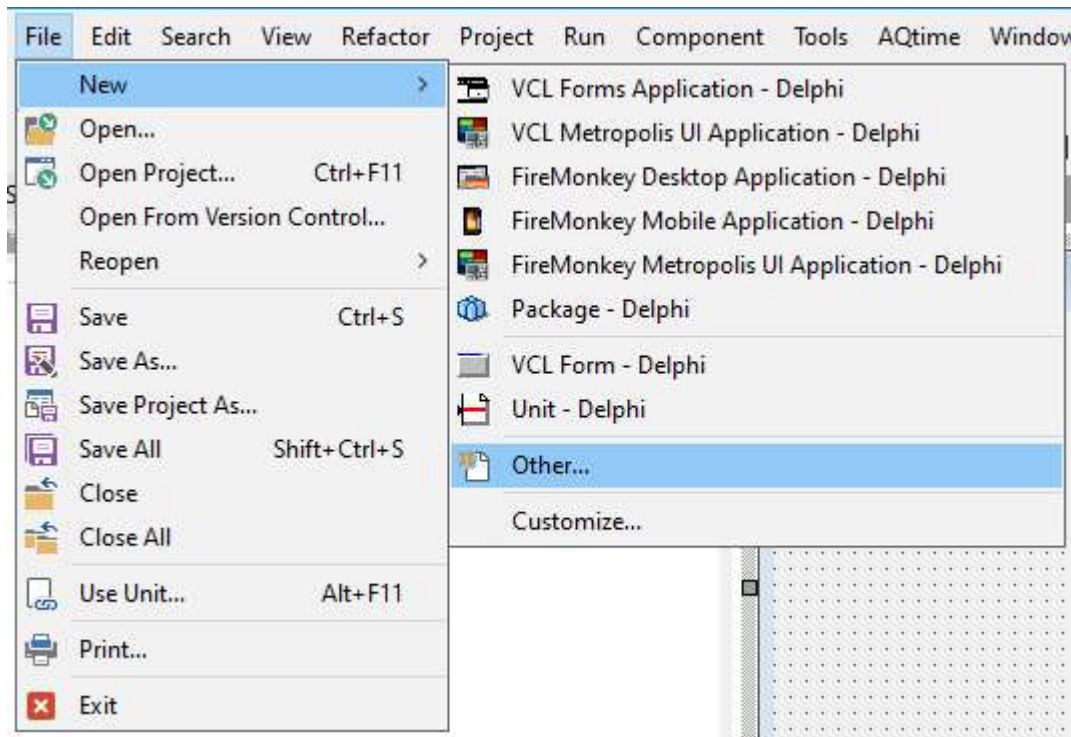 File Edit Search View Refactor Project Run Component Tools AQtime Window
New
Open...
Open Project... Ctrl+F11
Open From Version Control...
Reopen
Save Ctrl+S
Save As...
Save Project As...
Save All Shift+Ctrl+S
Close
Close All
Use Unit... Alt+F11
Print...
Exit
VCL Forms Application - Delphi
VCL Metropolis UI Application - Delphi
FireMonkey Desktop Application - Delphi
FireMonkey Mobile Application - Delphi
FireMonkey Metropolis UI Application - Delphi
Package - Delphi
VCL Form - Delphi
Unit - Delphi
Other...
Customize...